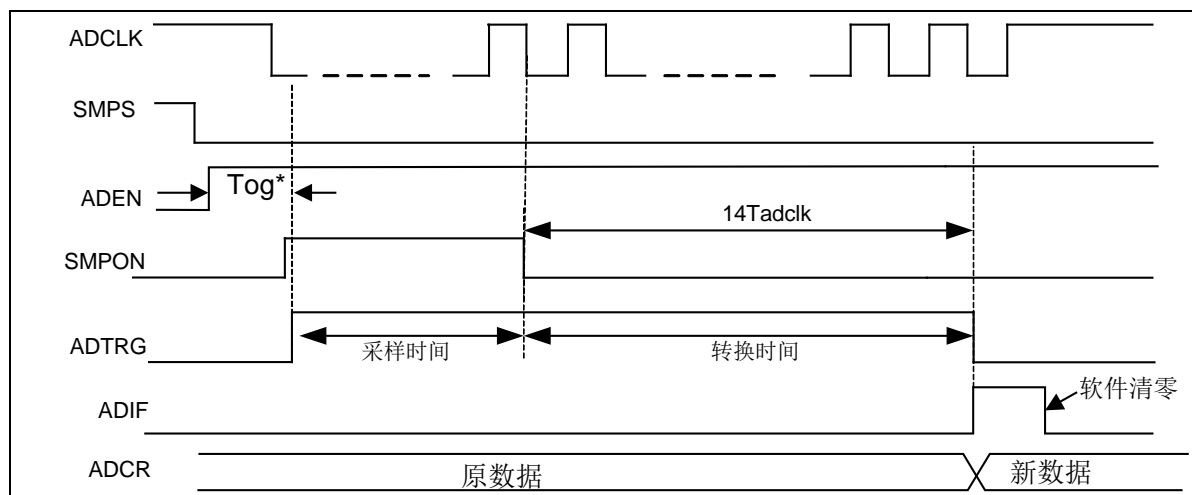 ADCLK
SMPS
ADEN
Tog*
14Tadclk
SMPON
ADTRG
采样时间
转换时间
ADIF
软件清零
ADCR
原数据
新数据